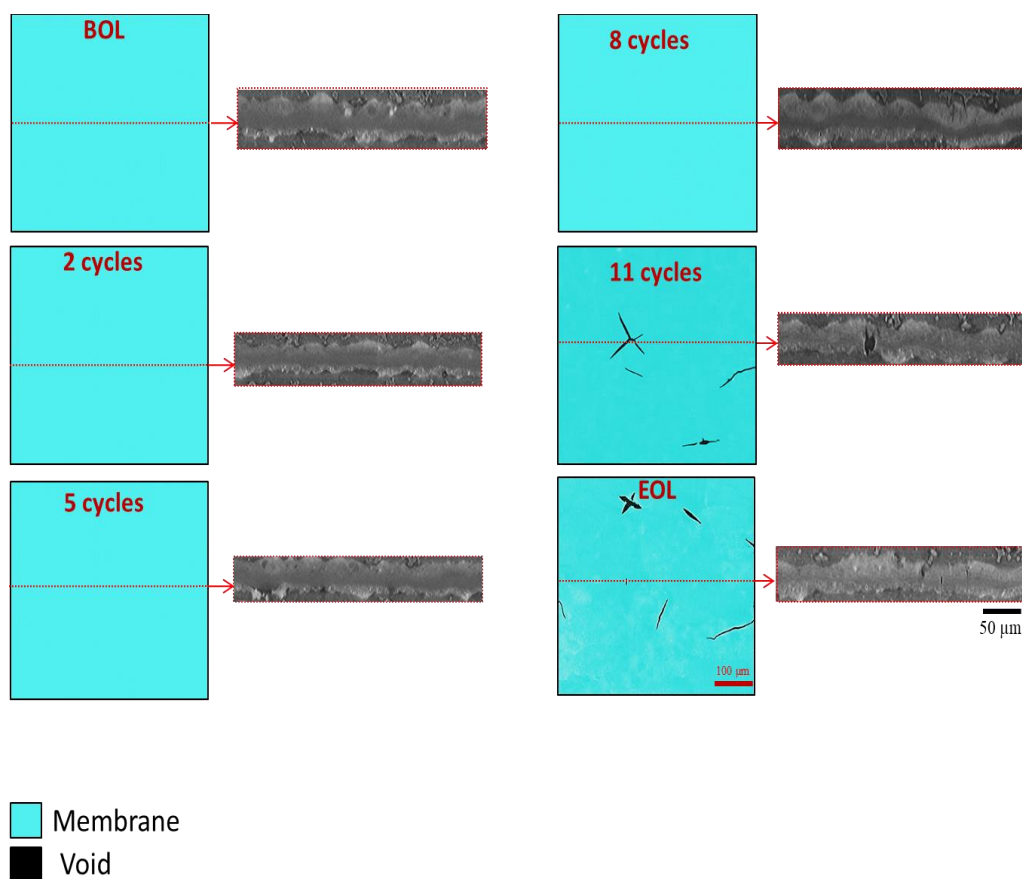 BOL
2 cycles
5 cycles
8 cycles
11 cycles
EOL
100 µm
50 µm
Membrane
Void